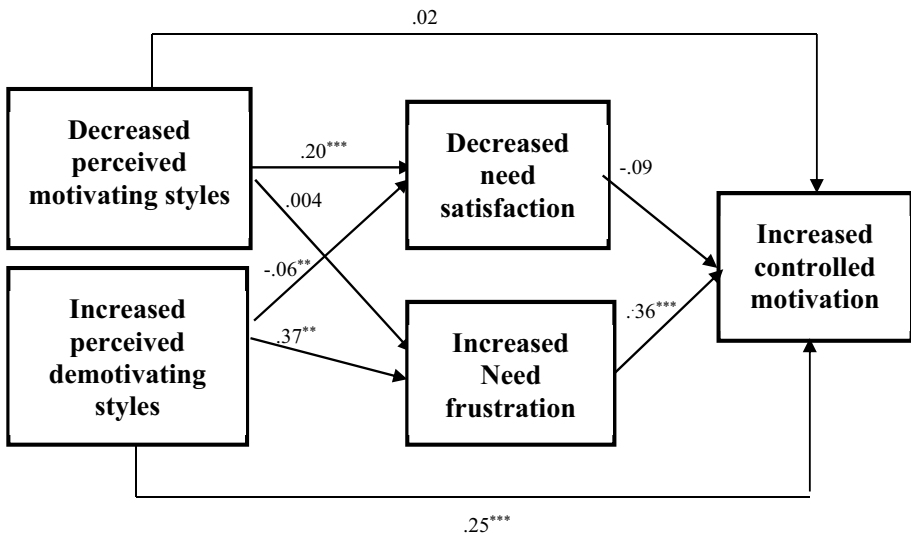 .02
Decreased
perceived
motivating styles
.20***
.004
-.06**
.37**
Increased
perceived
demotivating
styles
Decreased
need
satisfaction
-.09
Increased
Need
frustration
.36***
Increased
controlled
motivation
.25***